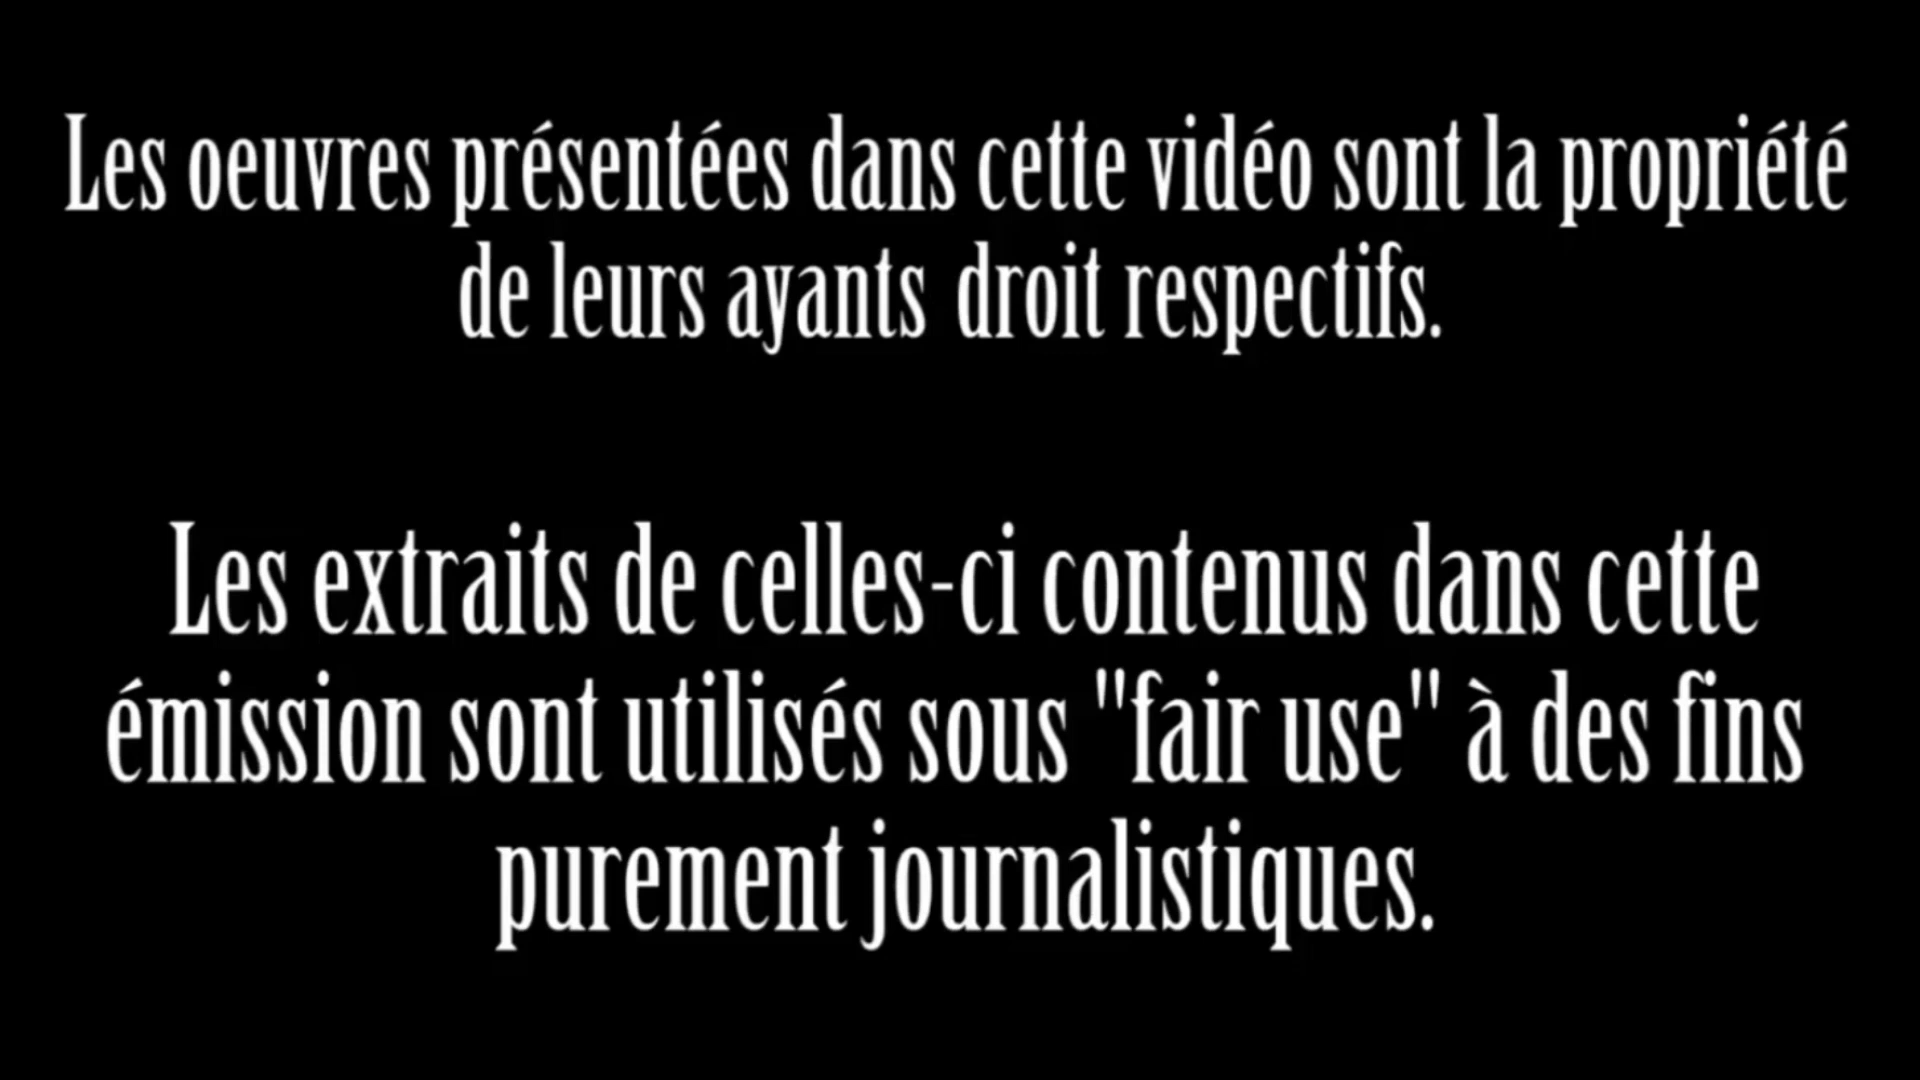 Les oeuvres présentées dans cette vidéo sont la propriété
de leurs ayants droit respectifs.
Les extraits de celles-ci contenus dans cette
émission sont utilisés sous "fair use" à des fins
purement journalistiques.